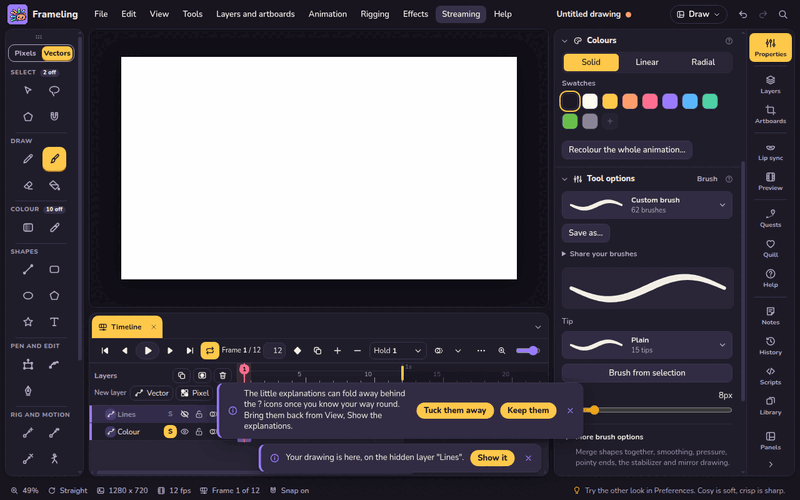 Frameling File Edit View Tools Layers and artboards Animation Rigging Effects Streaming Help Untitled drawing Draw
Pixels Vectors
SELECT 2 off
DRAW
COLOUR 10 off
SHAPES
PEN AND EDIT
RIG AND MOTION
Timeline
Frame 1 / 12 12 Hold 1
Layers 1 5 10 1s 15 20
New layer Vector Pixel
Lines S
Colour S
The little explanations can fold away behind
the ? icons once you know your way round.
Bring them back from View, Show the
explanations.
Tuck them away Keep them
Your drawing is here, on the hidden layer "Lines". Show it
Colours
Solid Linear Radial
Swatches
Recolour the whole animation...
Tool options Brush
Custom brush
62 brushes
Save as...
Share your brushes
Tip
Plain
15 tips
Brush from selection
8px
More brush options
Merge shapes together, smoothing, pressure,
pointy ends, the stabilizer and mirror drawing.
Properties
Layers
Artboards
Lip sync
Preview
Quests
Quill
Help
Notes
History
Scripts
Library
Panels
49% Straight 1280 x 720 12 fps Frame 1 of 12 Snap on Try the other look in Preferences. Cosy is soft, crisp is sharp.